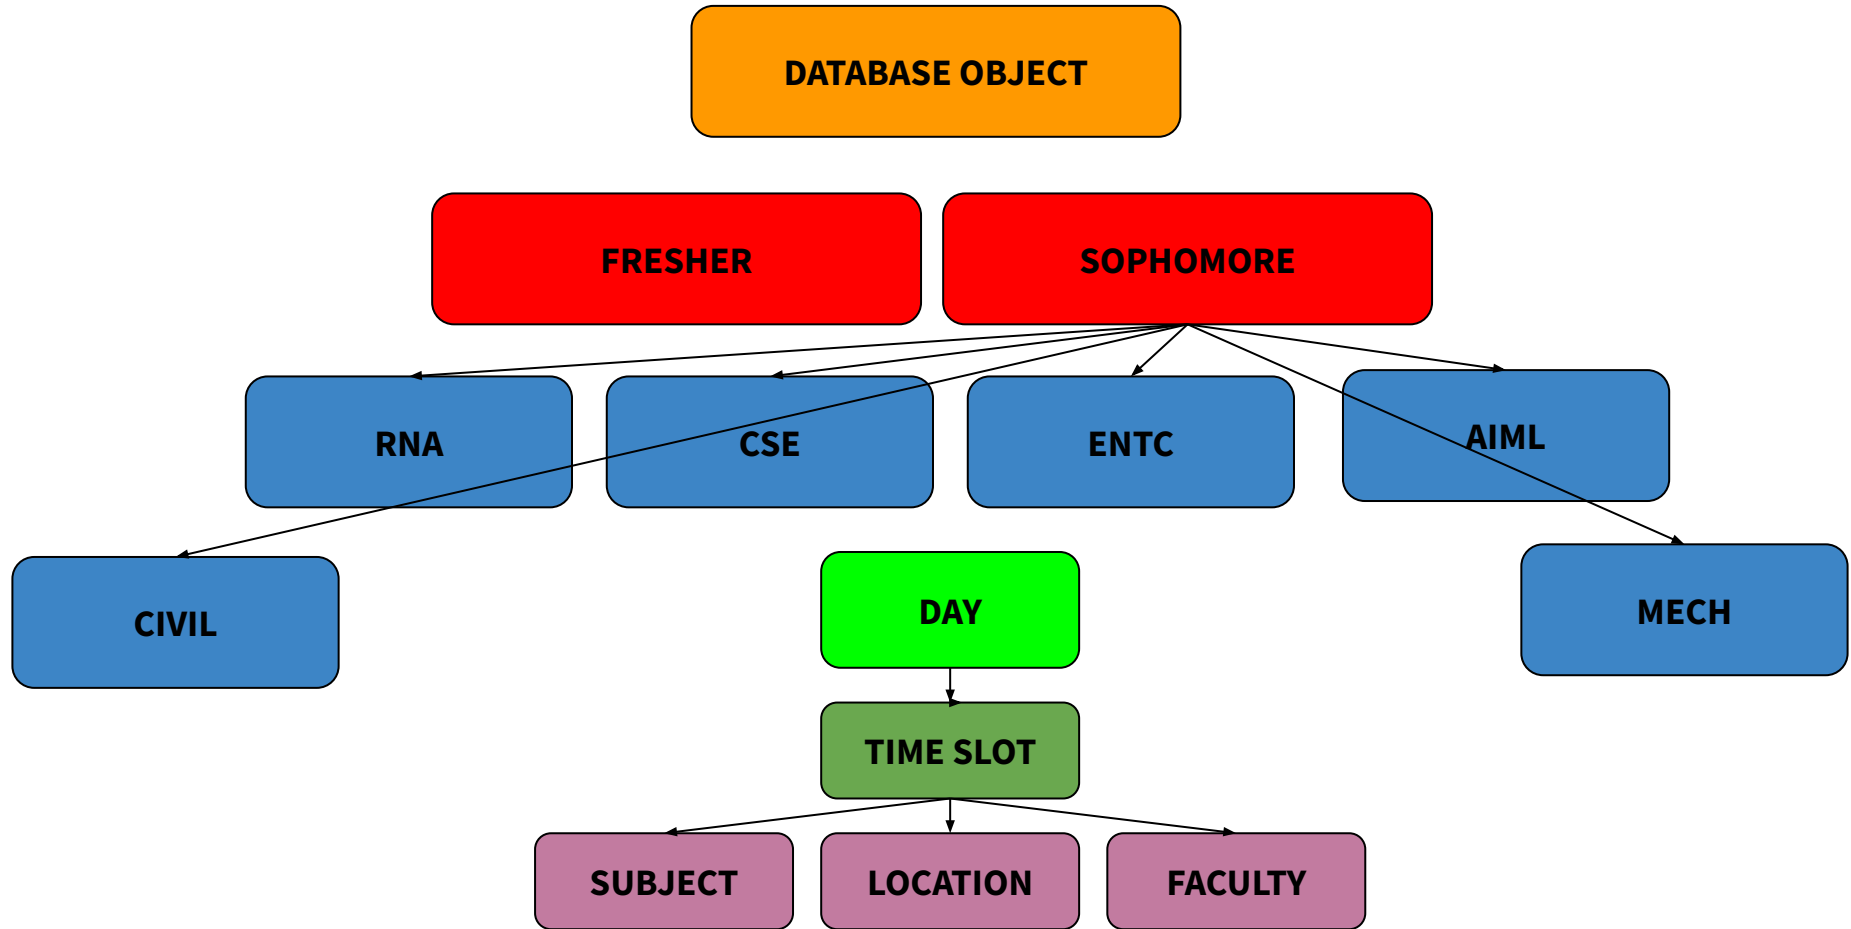 DATABASE OBJECT
FRESHER
SOPHOMORE
RNA
CSE
ENTC
AIML
CIVIL
DAY
MECH
TIME SLOT
SUBJECT
LOCATION
FACULTY